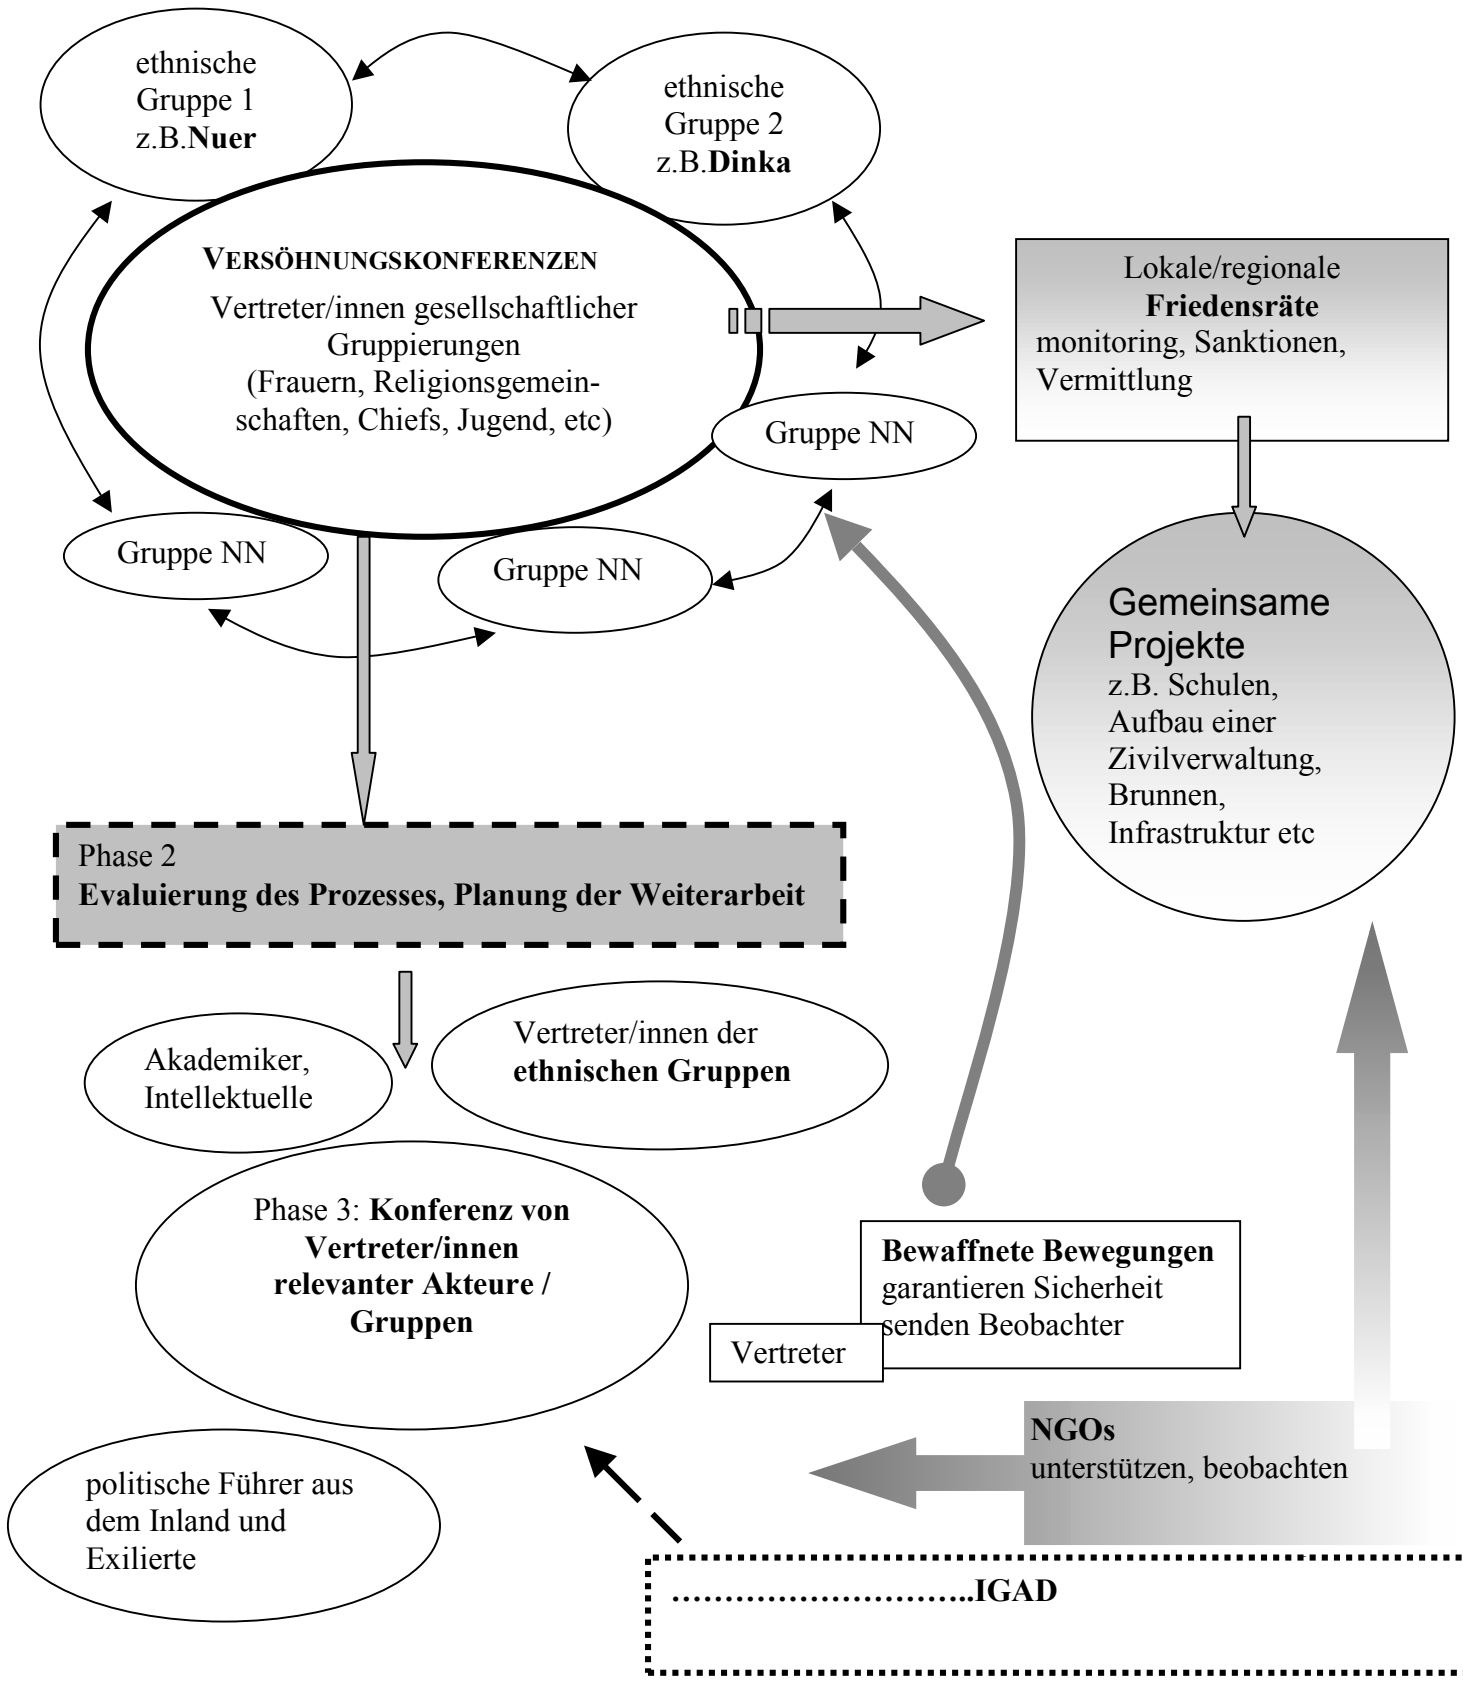 ethnische
Gruppe 1
z.B.Nuer
ethnische
Gruppe 2
z.B.Dinka
VERSÖHNUNGSKONFERENZEN
Vertreter/innen gesellschaftlicher
Gruppierungen
(Frauern, Religionsgemein-
schaften, Chiefs, Jugend, etc)
Lokale/regionale
Friedensräte
monitoring, Sanktionen,
Vermittlung
Gruppe NN
Gruppe NN
Gruppe NN
Gemeinsame
Projekte
z.B. Schulen,
Aufbau einer
Zivilverwaltung,
Brunnen,
Infrastruktur etc
Phase 2
Evaluierung des Prozesses, Planung der Weiterarbeit
Akademiker,
Intellektuelle
Vertreter/innen der
ethnischen Gruppen
Phase 3: Konferenz von
Vertreter/innen
relevanter Akteure /
Gruppen
Bewaffnete Bewegungen
garantieren Sicherheit
senden Beobachter
Vertreter
NGOs
unterstützen, beobachten
politische Führer aus
dem Inland und
Exilierte
…………………………..IGAD